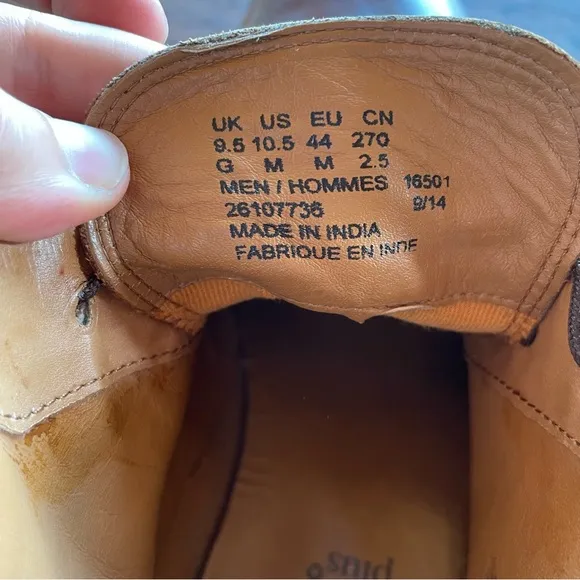 UK US EU CN
9.5 10.5 44 270
G M M 2.5
MEN / HOMMES 16501
26107736 9/14
MADE IN INDIA
FABRIQUE EN INDE
plus